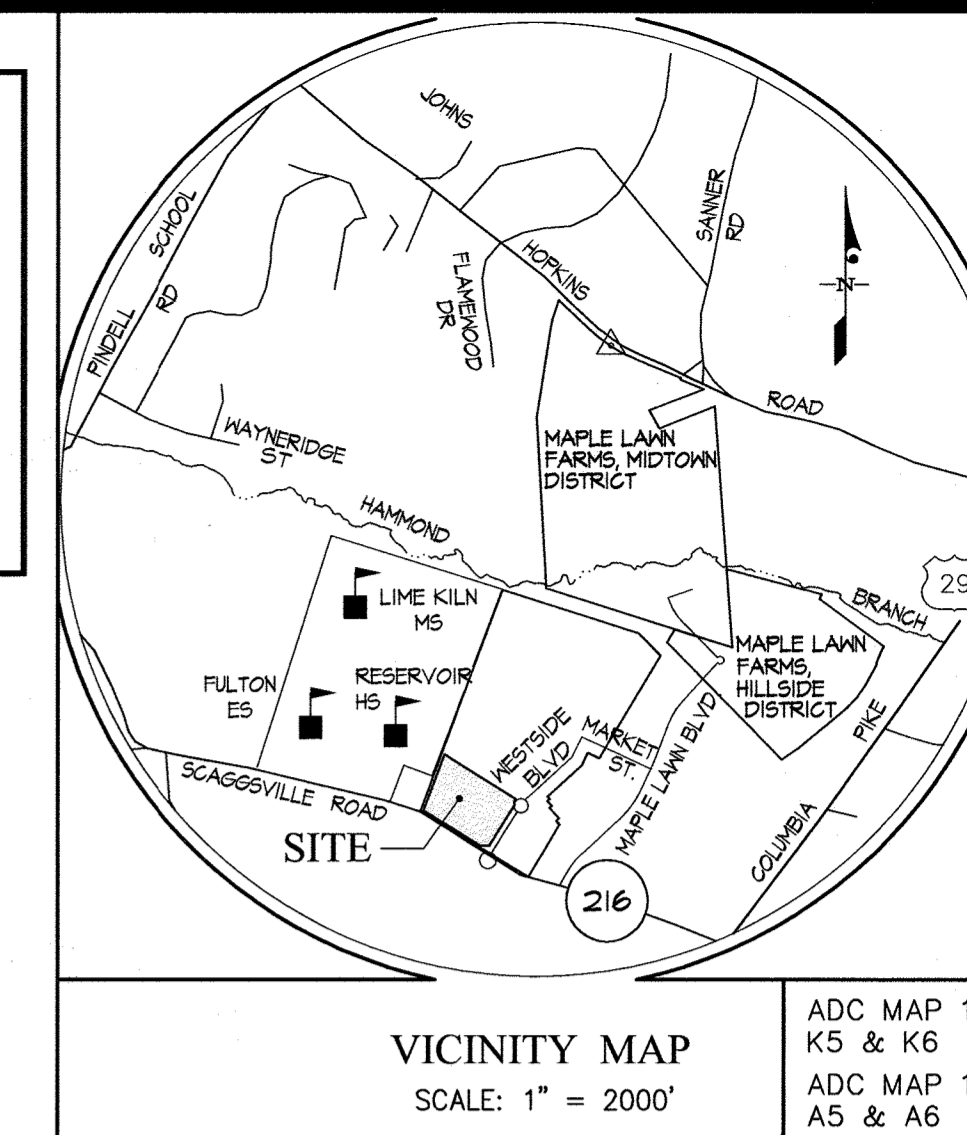 JOHNS
HOPKINS
ROAD
SANNER
RD
N
PINDELL SCHOOL
RD
FLAMEWOOD
DR
WAYNERIDGE
ST
MAPLE LAWN
FARMS, MIDTOWN
DISTRICT
HAMMOND
BRANCH
29
LIME KILN
MS
FULTON
ES
RESERVOIR
HS
MAPLE LAWN
FARMS,
HILLSIDE
DISTRICT
WESTSIDE
BLVD
MARKET
ST.
MAPLE LAWN BLVD
COLUMBIA PIKE
SCAGGSVILLE ROAD
SITE
216
VICINITY MAP
SCALE: 1" = 2000'
ADC MAP 1
K5 & K6
ADC MAP 1
A5 & A6